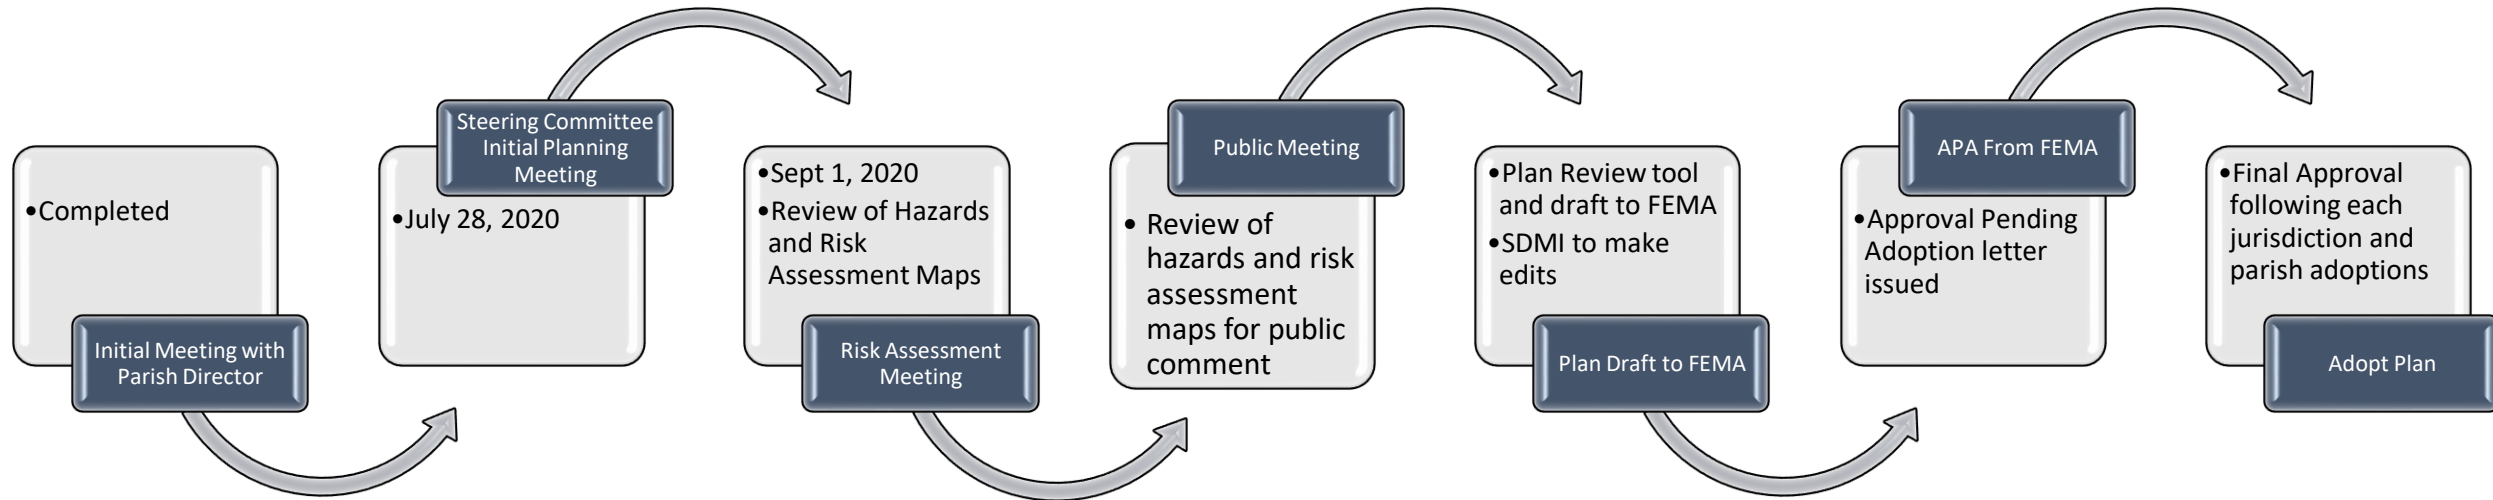 •Completed
Initial Meeting with
Parish Director
Steering Committee
Initial Planning
Meeting
•July 28, 2020
•Sept 1, 2020
•Review of Hazards
and Risk
Assessment Maps
Risk Assessment
Meeting
Public Meeting
• Review of
hazards and risk
assessment
maps for public
comment
•Plan Review tool
and draft to FEMA
•SDMI to make
edits
Plan Draft to FEMA
APA From FEMA
•Approval Pending
Adoption letter
issued
•Final Approval
following each
jurisdiction and
parish adoptions
Adopt Plan